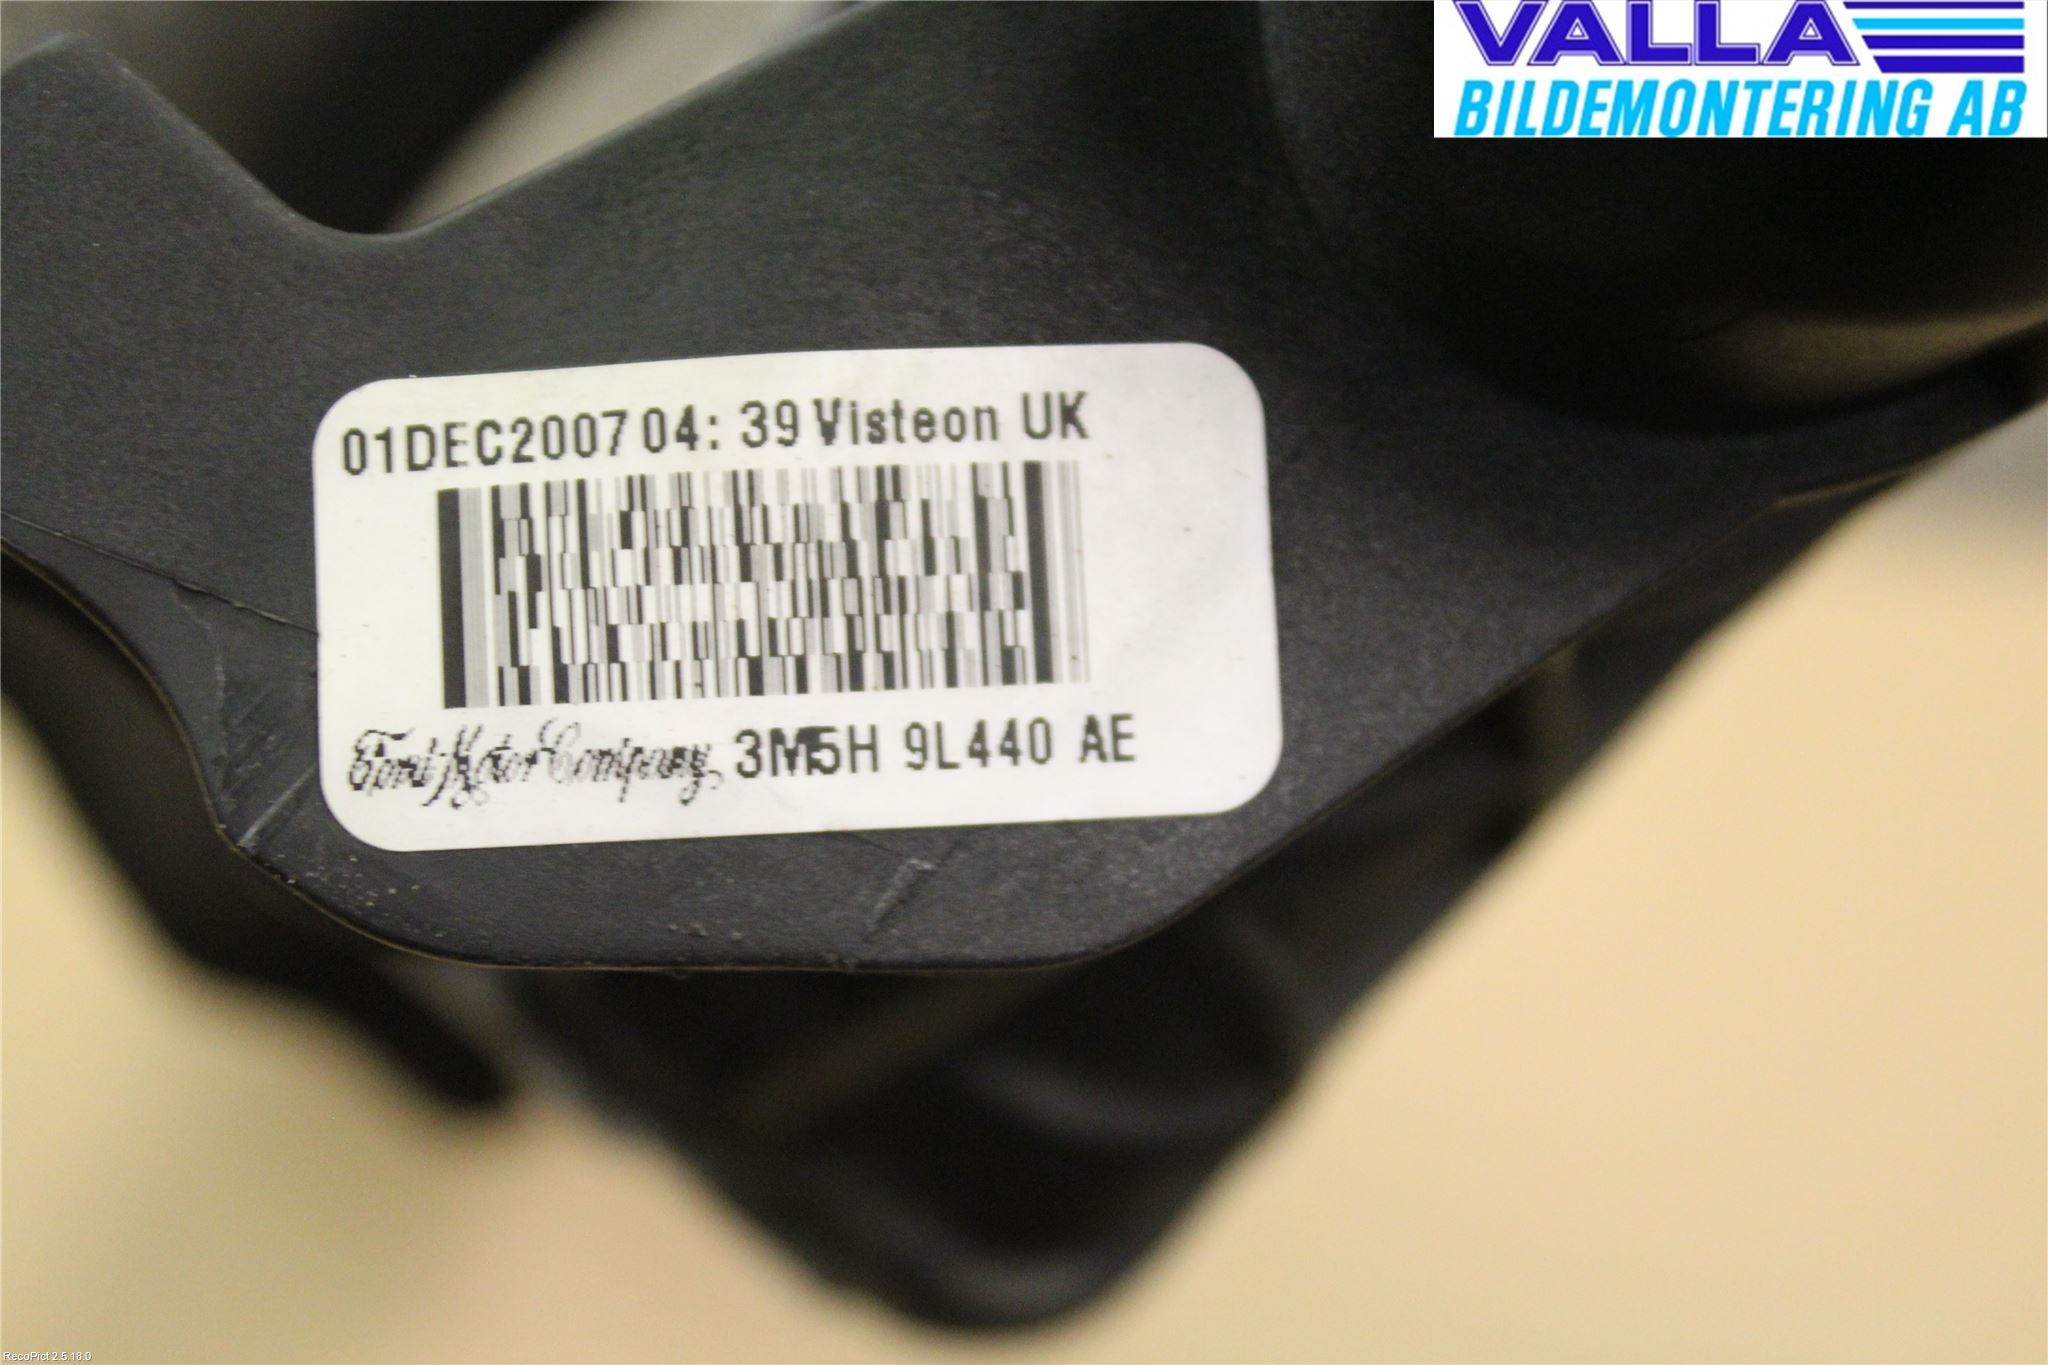 VALLA
BILDEMONTERING AB
01DEC2007 04: 39 Visteon UK
Ford Motor Company, 3M5H 9L440 AE
RecoPict 2.5.18.0